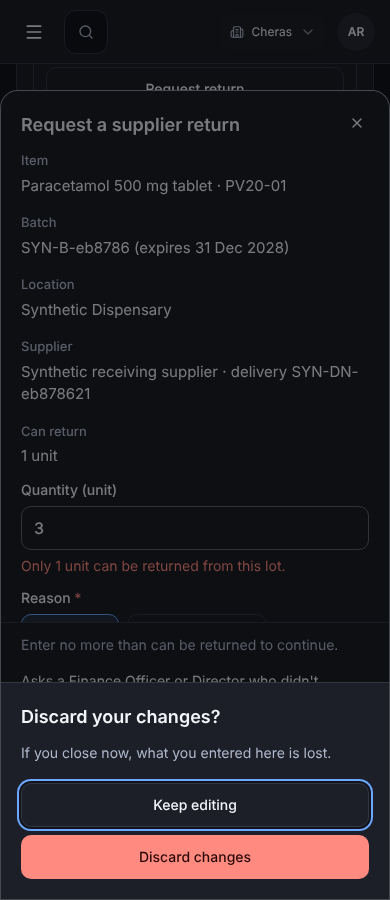 Cheras
AR
Request return
Request a supplier return
Item
Paracetamol 500 mg tablet · PV20-01
Batch
SYN-B-eb8786 (expires 31 Dec 2028)
Location
Synthetic Dispensary
Supplier
Synthetic receiving supplier · delivery SYN-DN-
eb878621
Can return
1 unit
Quantity (unit)
3
Only 1 unit can be returned from this lot.
Reason *
Enter no more than can be returned to continue.
Asks a Finance Officer or Director who didn't
Discard your changes?
If you close now, what you entered here is lost.
Keep editing
Discard changes